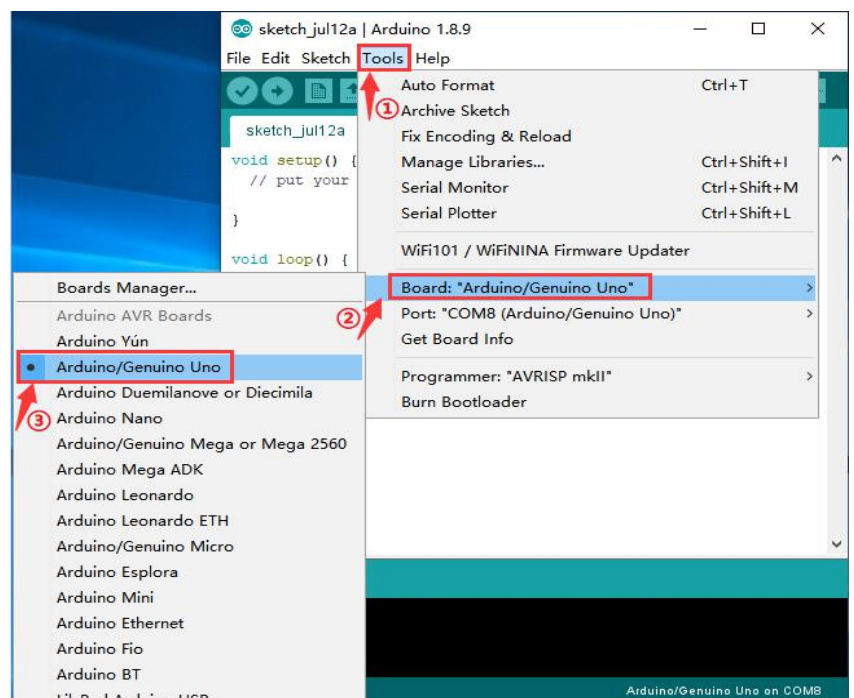 sketch_jul12a | Arduino 1.8.9
File Edit Sketch Tools Help
①
sketch_jul12a
void setup() {
// put your
}
void loop() {
Auto Format Ctrl+T
Archive Sketch
Fix Encoding & Reload
Manage Libraries... Ctrl+Shift+I
Serial Monitor Ctrl+Shift+M
Serial Plotter Ctrl+Shift+L
WiFi101 / WiFiNINA Firmware Updater
Board: "Arduino/Genuino Uno"
②
Port: "COM8 (Arduino/Genuino Uno)"
Get Board Info
Programmer: "AVRISP mkII"
Burn Bootloader
Boards Manager...
Arduino AVR Boards
Arduino Yún
Arduino/Genuino Uno
③
Arduino Duemilanove or Diecimila
Arduino Nano
Arduino/Genuino Mega or Mega 2560
Arduino Mega ADK
Arduino Leonardo
Arduino Leonardo ETH
Arduino/Genuino Micro
Arduino Esplora
Arduino Mini
Arduino Ethernet
Arduino Fio
Arduino BT
Arduino/Genuino Uno on COM8